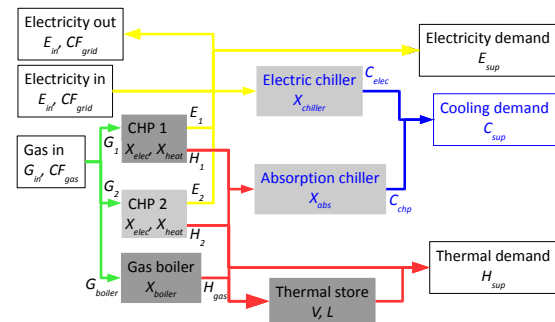 Electricity out
E_in, CF_grid
Electricity in
E_in, CF_grid
Gas in
G_in, CF_gas
G_1
G_2
G_boiler
CHP 1
X_elec, X_heat
CHP 2
X_elec, X_heat
Gas boiler
X_boiler
E_1
H_1
E_2
H_2
H_gas
Electric chiller
X_chiller
C_elec
Absorption chiller
X_abs
C_chp
Thermal store
V, L
Electricity demand
E_sup
Cooling demand
C_sup
Thermal demand
H_sup